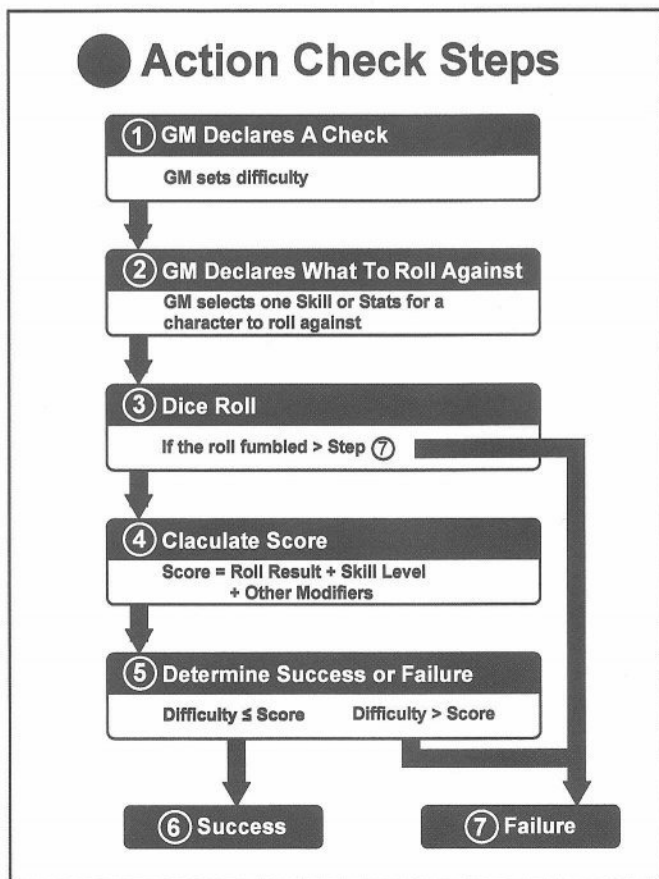 Action Check Steps
① GM Declares A Check
GM sets difficulty
② GM Declares What To Roll Against
GM selects one Skill or Stats for a
character to roll against
③ Dice Roll
If the roll fumbled > Step ⑦
④ Claculate Score
Score = Roll Result + Skill Level
+ Other Modifiers
⑤ Determine Success or Failure
Difficulty ≤ Score Difficulty > Score
⑥ Success ⑦ Failure